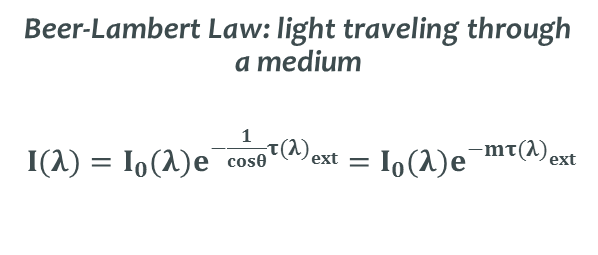 Beer-Lambert Law: light traveling through
a medium
I(λ) = I₀(λ)e^(−(1/cosθ)τ(λ)ₑₓₜ) = I₀(λ)e^(−mτ(λ)ₑₓₜ)